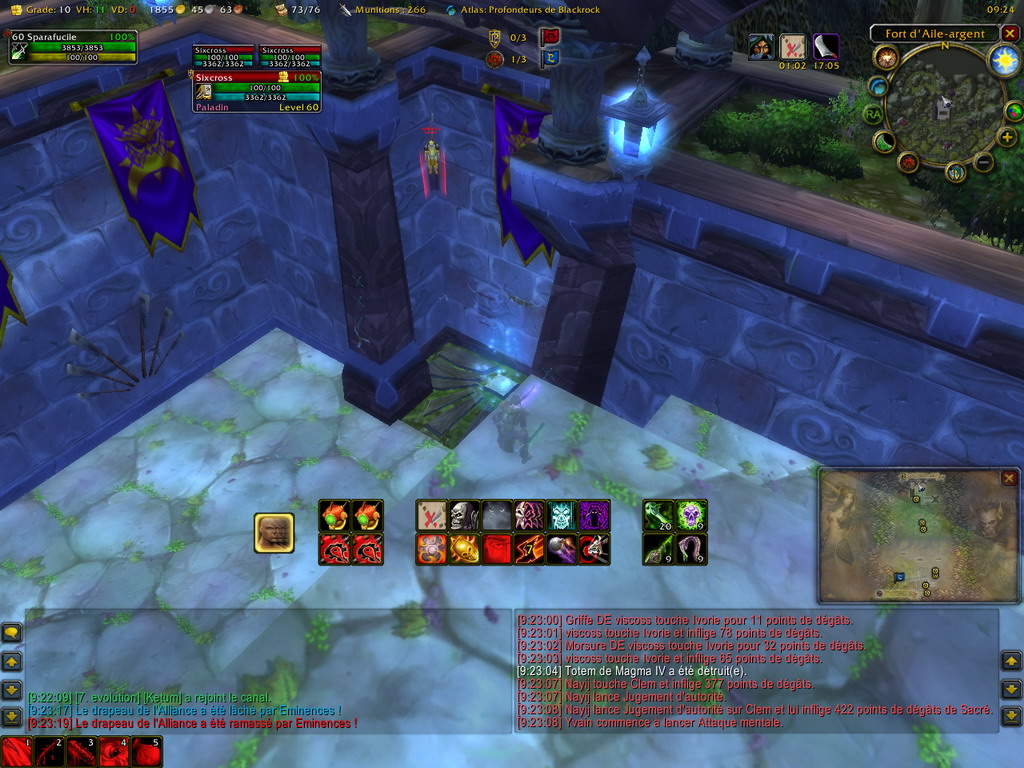 Grade: 10 VH: 11 VD: 0 1855 45 63 73/76 Munitions : 266 Atlas: Profondeurs de Blackrock 09:24
60 Sparafucile 100%
3853/3853
100/100
Sixcross Sixcross
100/100 100/100
3362/3362 3362/3362
Sixcross 100%
100/100
3362/3362
Paladin Level 60
0/3
1/3
01:02 17:05
Fort d'Aile-argent
N
RA
20 9
9 9
[9:22:09] [7. evolution] [Ketum] a rejoint le canal.
[9:23:17] Le drapeau de l'Alliance a été lâché par Eminences !
[9:23:19] Le drapeau de l'Alliance a été ramassé par Eminences !
[9:23:00] Griffe DE viscoss touche Ivorie pour 11 points de dégâts.
[9:23:01] viscoss touche Ivorie et inflige 78 points de dégâts.
[9:23:02] Morsure DE viscoss touche Ivorie pour 32 points de dégâts.
[9:23:03] viscoss touche Ivorie et inflige 65 points de dégâts.
[9:23:04] Totem de Magma IV a été détruit(e).
[9:23:07] Nayij touche Clem et inflige 377 points de dégâts.
[9:23:07] Nayij lance Jugement d'autorité.
[9:23:08] Nayij lance Jugement d'autorité sur Clem et lui inflige 422 points de dégâts de Sacré.
[9:23:08] Yvain commence à lancer Attaque mentale.
1 2 3 4 5